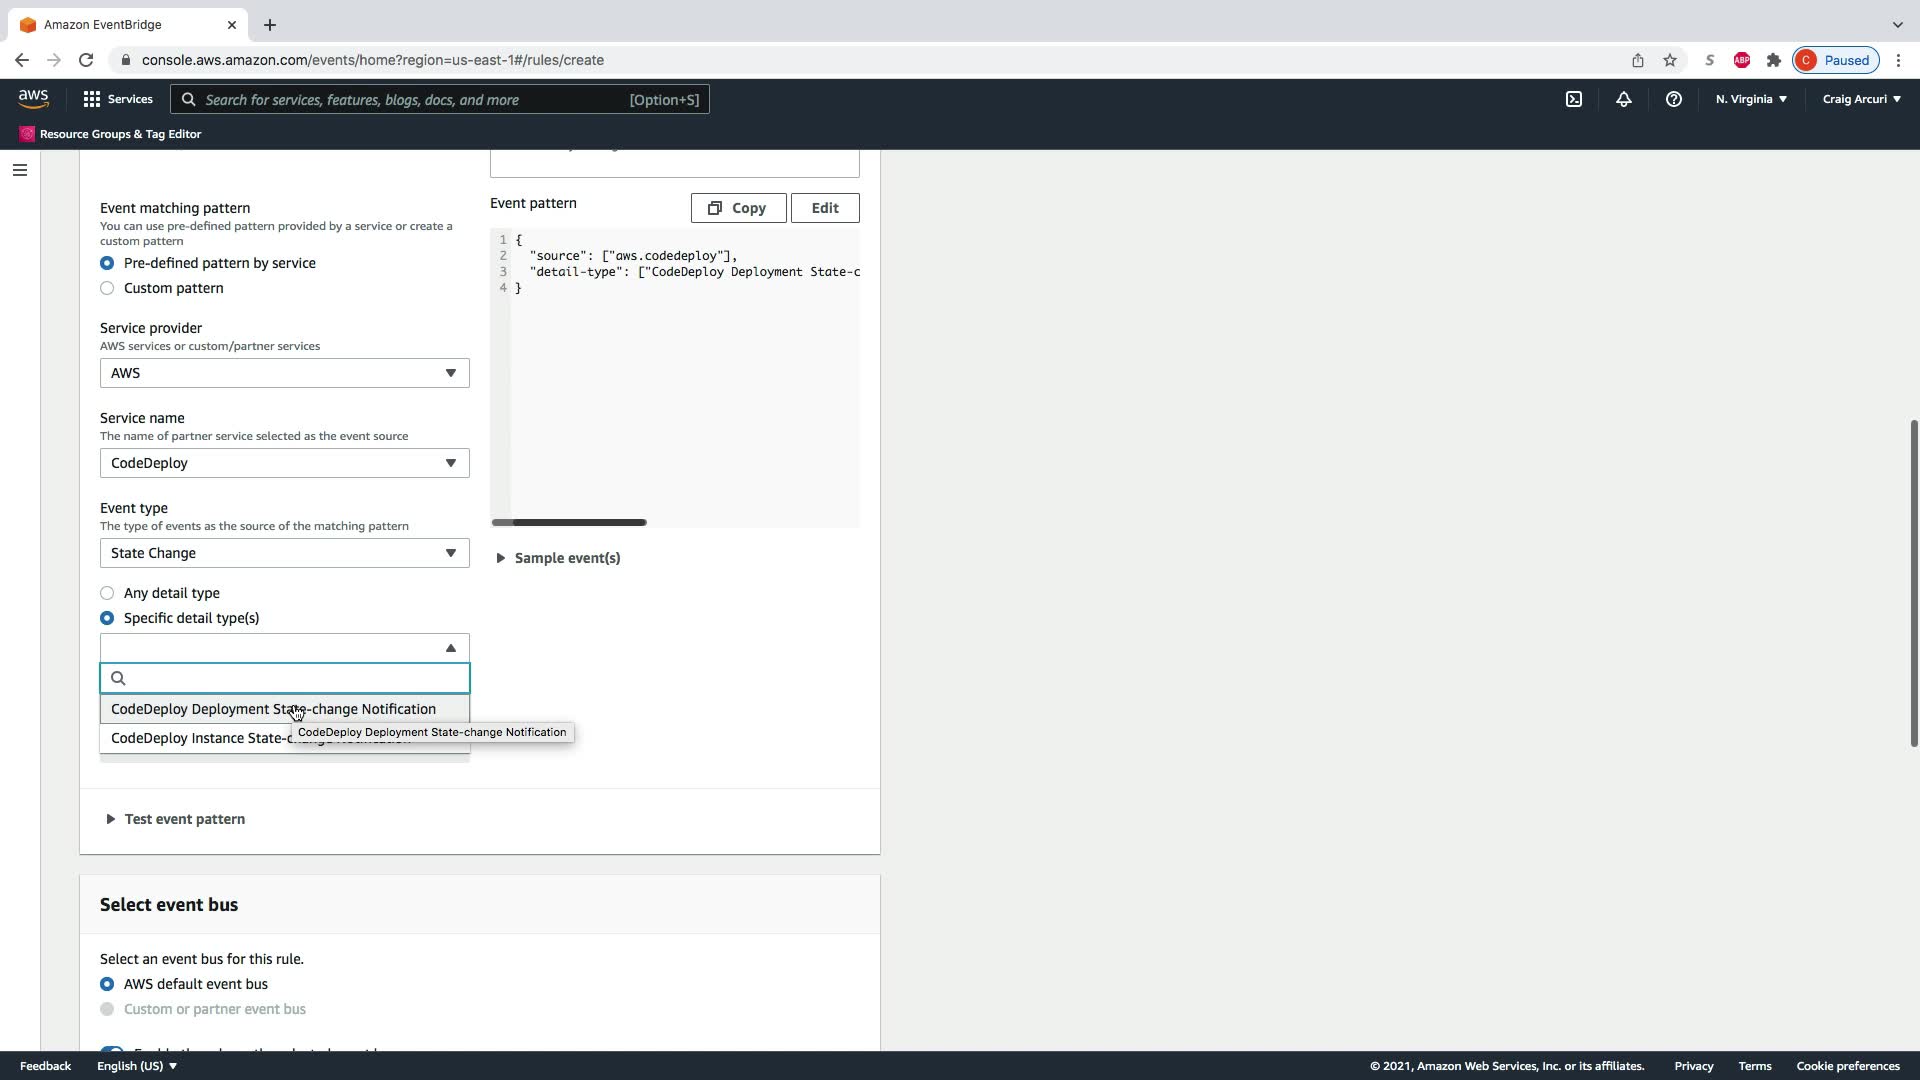 Amazon EventBridge
console.aws.amazon.com/events/home?region=us-east-1#/rules/create
S
ABP
C Paused
aws
Services
Search for services, features, blogs, docs, and more [Option+S]
N. Virginia ▼
Craig Arcuri ▼
Resource Groups & Tag Editor
Event matching pattern
You can use pre-defined pattern provided by a service or create a
custom pattern
Pre-defined pattern by service
Custom pattern
Service provider
AWS services or custom/partner services
AWS
Service name
The name of partner service selected as the event source
CodeDeploy
Event type
The type of events as the source of the matching pattern
State Change
Any detail type
Specific detail type(s)
CodeDeploy Deployment State-change Notification
CodeDeploy Deployment State-change Notification
CodeDeploy Instance State-
Test event pattern
Event pattern
Copy
Edit
1 {
2 "source": ["aws.codedeploy"],
3 "detail-type": ["CodeDeploy Deployment State-c
4 }
Sample event(s)
Select event bus
Select an event bus for this rule.
AWS default event bus
Custom or partner event bus
Feedback
English (US) ▼
© 2021, Amazon Web Services, Inc. or its affiliates.
Privacy
Terms
Cookie preferences